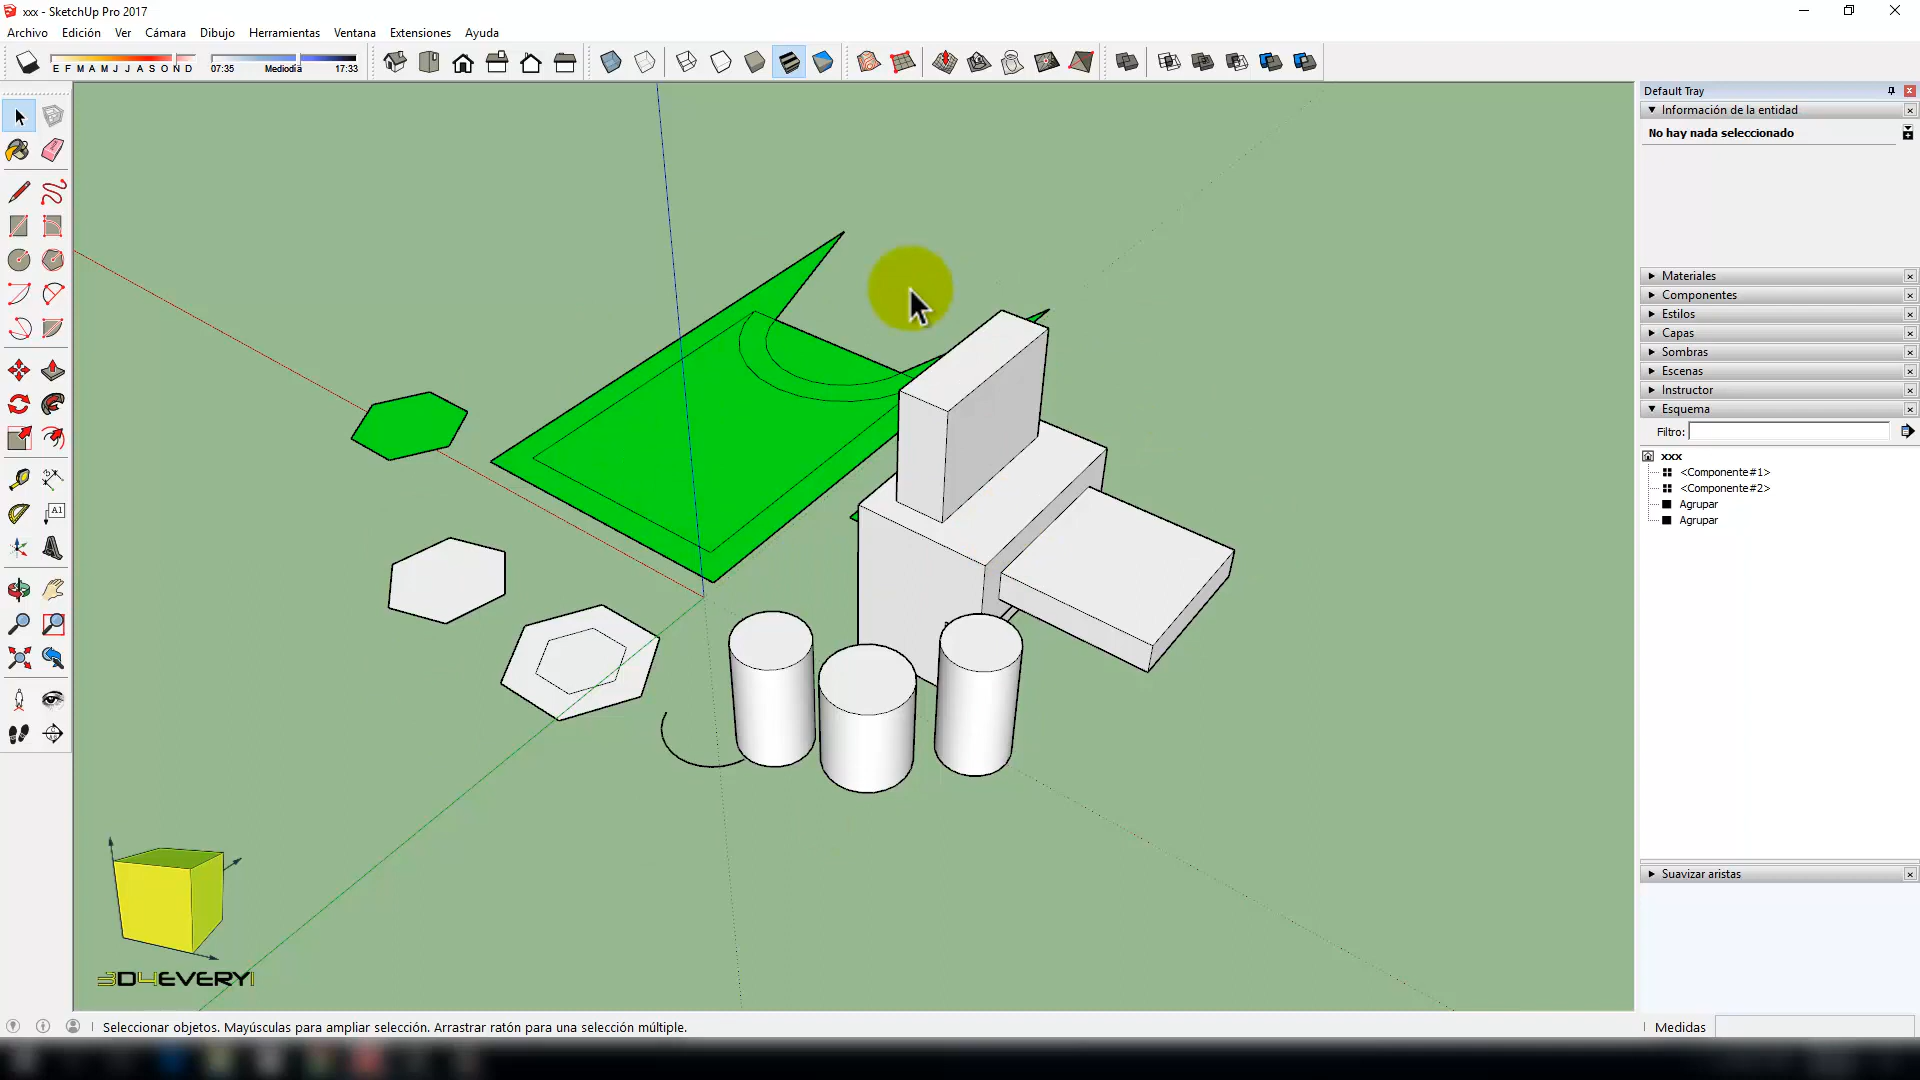 xxx - SketchUp Pro 2017
Archivo Edición Ver Cámara Dibujo Herramientas Ventana Extensiones Ayuda
E F M A M J J A S O N D 07:35 Mediodía 17:33
Default Tray
Información de la entidad
No hay nada seleccionado
Materiales
Componentes
Estilos
Capas
Sombras
Escenas
Instructor
Esquema
Filtro:
xxx
<Componente#1>
<Componente#2>
Agrupar
Agrupar
Suavizar aristas
A1
3D4EVERY1
Seleccionar objetos. Mayúsculas para ampliar selección. Arrastrar ratón para una selección múltiple.
Medidas